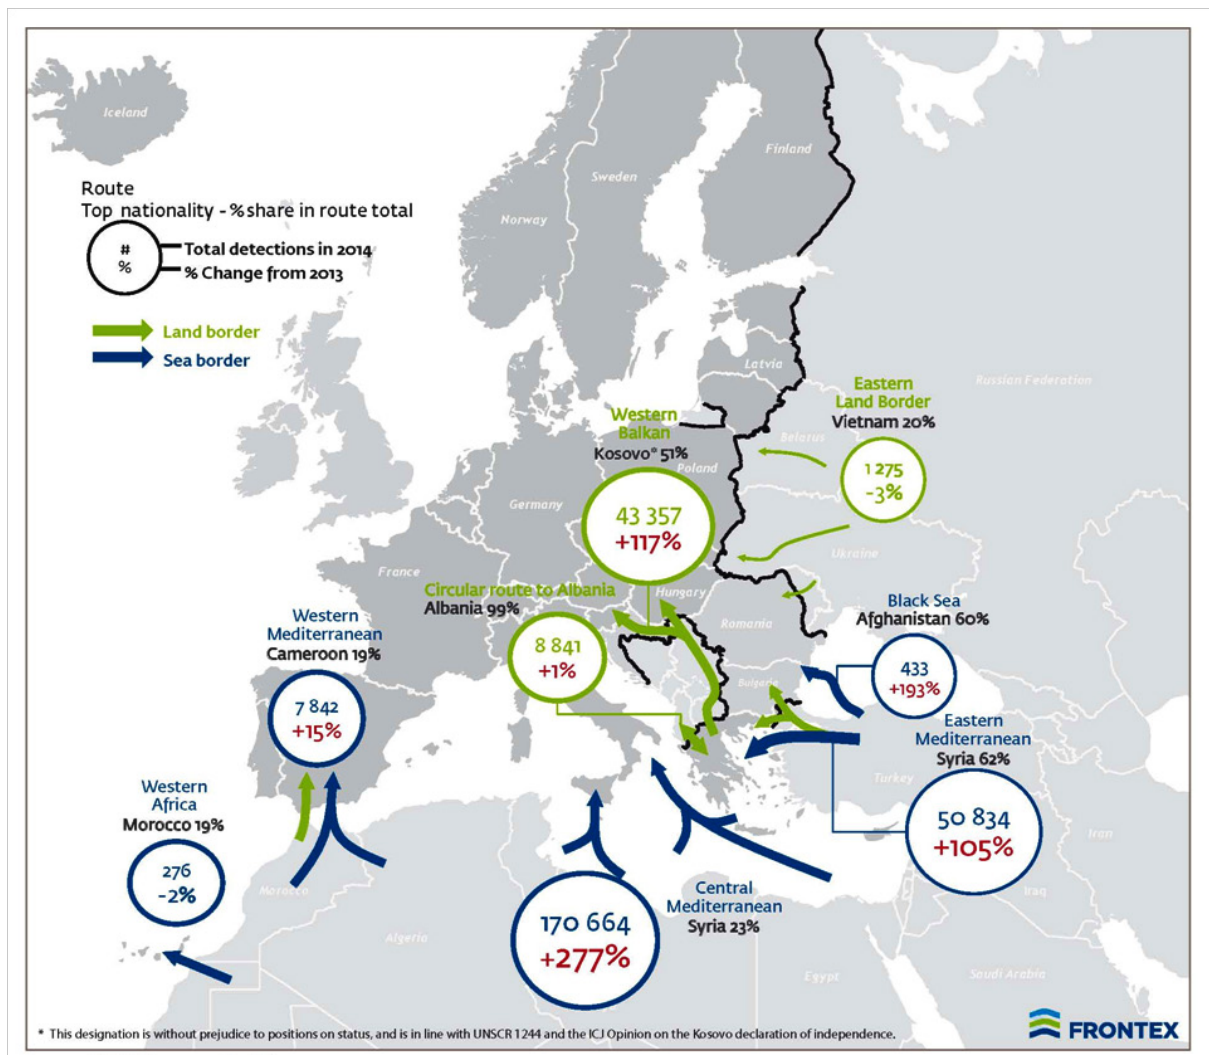 Iceland
Finland
Sweden
Norway
Route
Top nationality - % share in route total
#
%
Total detections in 2014
% Change from 2013
Land border
Sea border
Latvia
Russian Federation
Eastern
Land Border
Vietnam 20%
1 275
-3%
Belarus
Western
Balkan
Kosovo* 51%
43 357
+117%
Poland
Germany
Ukraine
France
Circular route to Albania
Albania 99%
8 841
+1%
Hungary
Romania
Black Sea
Afghanistan 60%
433
+193%
Western
Mediterranean
Cameroon 19%
7 842
+15%
Bulgaria
Eastern
Mediterranean
Syria 62%
50 834
+105%
Turkey
Western
Africa
Morocco 19%
276
-2%
Morocco
Iran
Iraq
Central
Mediterranean
Syria 23%
170 664
+277%
Algeria
Egypt
Saudi Arabia
* This designation is without prejudice to positions on status, and is in line with UNSCR 1244 and the ICJ Opinion on the Kosovo declaration of independence.
FRONTEX